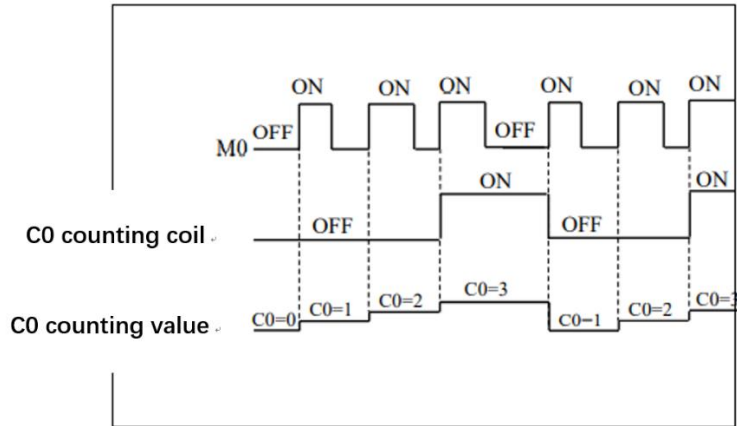 ON ON ON ON ON ON
OFF OFF
M0
ON ON
C0 counting coil OFF OFF
C0=3
C0=1 C0=2 C0=2 C0=3
C0 counting value C0=0 C0−1